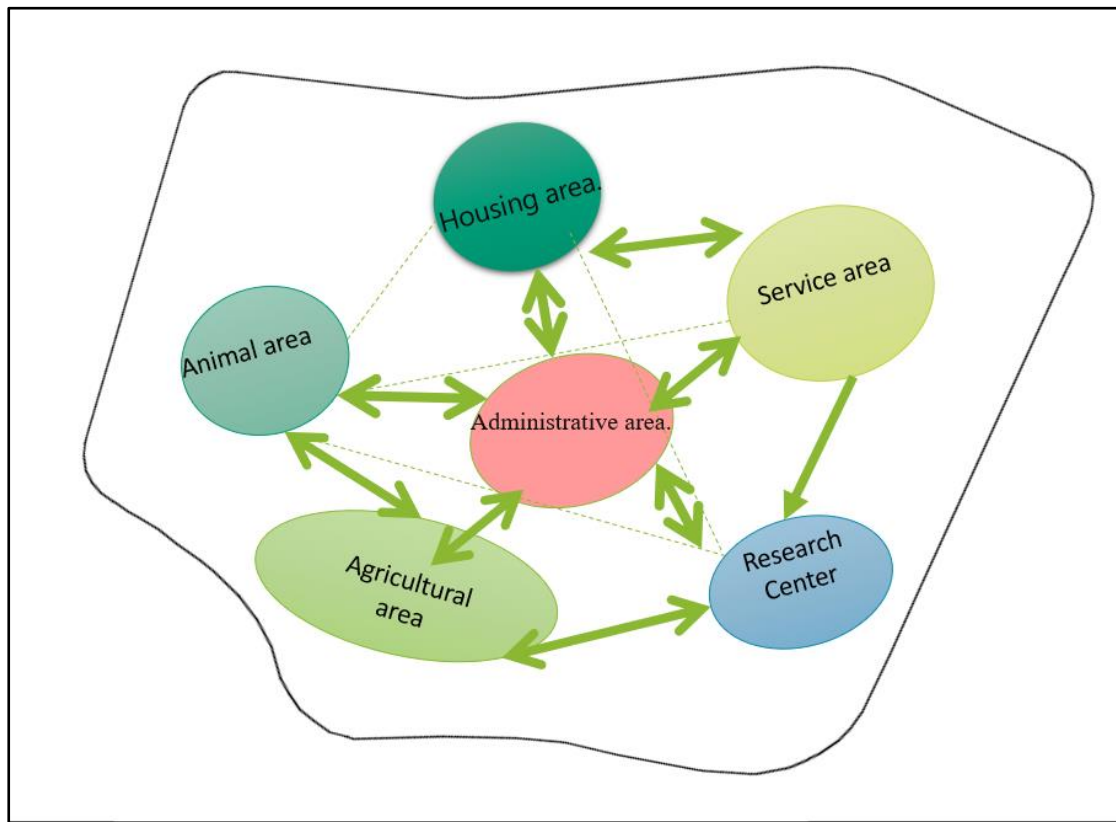 Housing area.
Service area
Animal area
Administrative area.
Research
Center
Agricultural
area